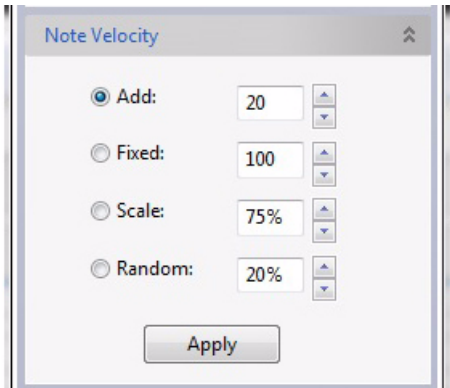 Note Velocity
Add: 20
Fixed: 100
Scale: 75%
Random: 20%
Apply